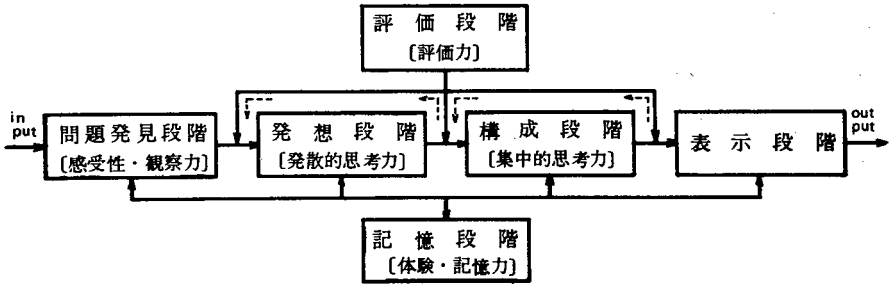 評価段階
〔評価力〕
in
put
問題発見段階
〔感受性・観察力〕
発想段階
〔発散的思考力〕
構成段階
〔集中的思考力〕
表示段階
out
put
記憶段階
〔体験・記憶力〕